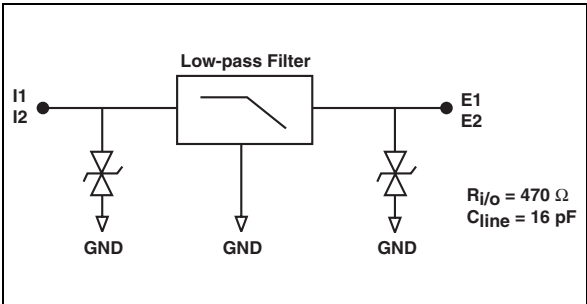 Low-pass Filter
I1
I2
E1
E2
Ri/o = 470 Ω
Cline = 16 pF
GND
GND
GND